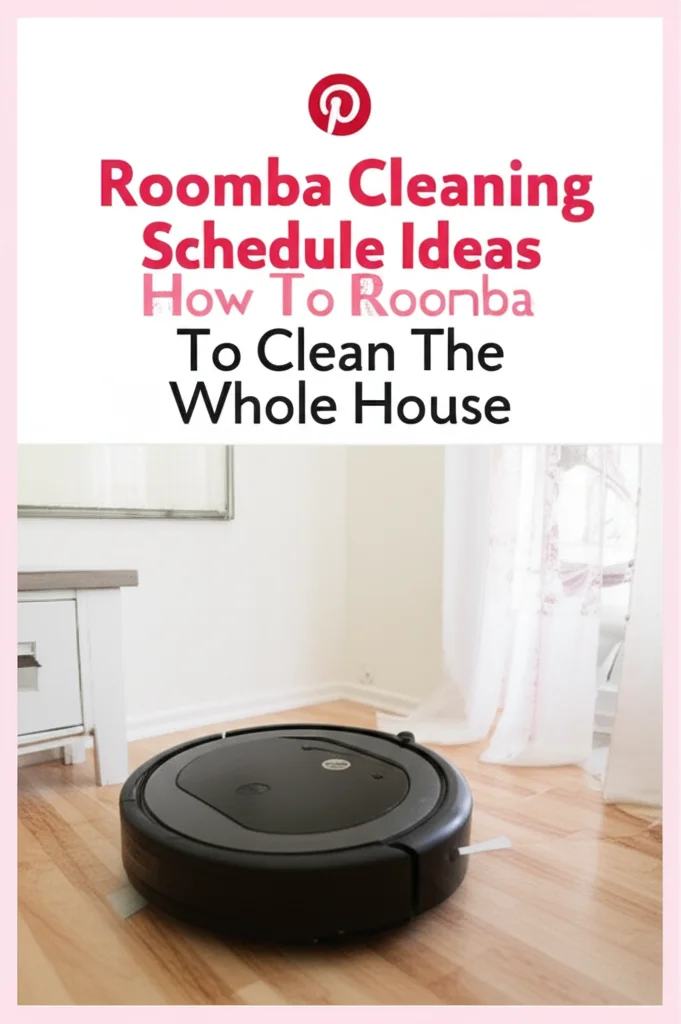 Roomba Cleaning
Schedule Ideas
How To Roomba
To Clean The
Whole House